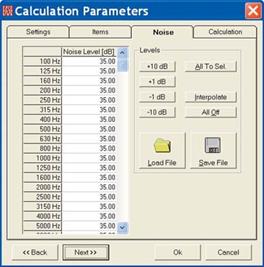 Calculation Parameters
Settings Items Noise Calculation
Noise Level [dB]
100 Hz 35.00
125 Hz 35.00
160 Hz 35.00
200 Hz 35.00
250 Hz 35.00
315 Hz 35.00
400 Hz 35.00
500 Hz 35.00
630 Hz 35.00
800 Hz 35.00
1000 Hz 35.00
1250 Hz 35.00
1600 Hz 35.00
2000 Hz 35.00
2500 Hz 35.00
3150 Hz 35.00
4000 Hz 35.00
5000 Hz 35.00
Levels
+10 dB All To Sel.
+1 dB
-1 dB Interpolate
-10 dB All Off
Load File Save File
<< Back Next >> Ok Cancel